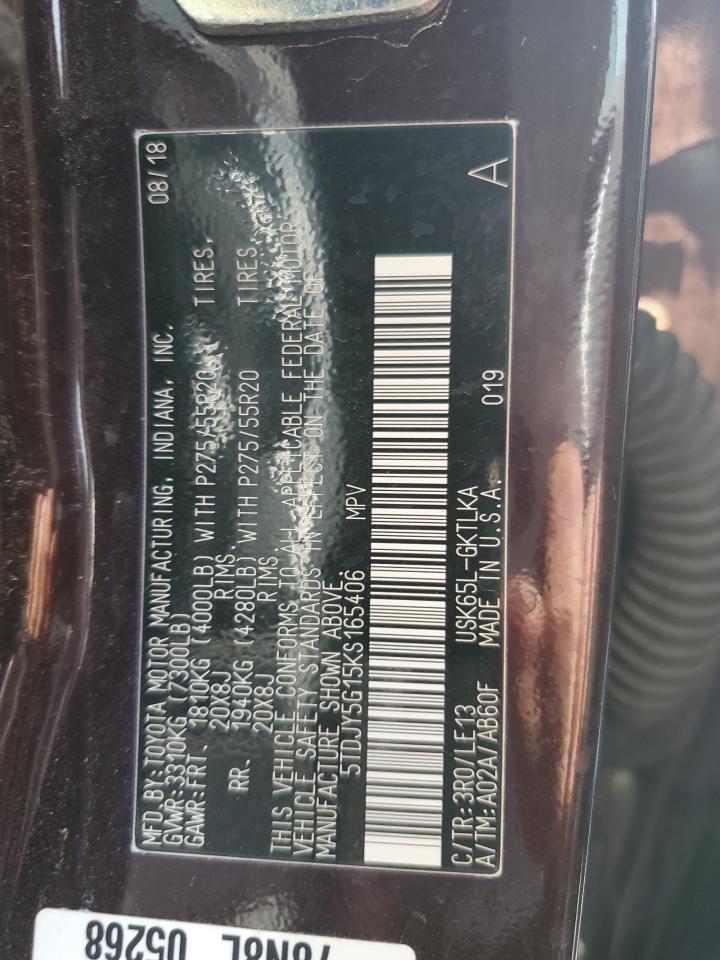 MFD BY:TOYOTA MOTOR MANUFACTURING, INDIANA, INC. 08/18
GVWR:3310KG (7300LB)
GAWR:FRT. 1810KG (4000LB) WITH P275/55R20 TIRES,
20X8J RIMS,
RR. 1940KG (4280LB) WITH P275/55R20 TIRES,
20X8J RIMS,
THIS VEHICLE CONFORMS TO ALL APPLICABLE FEDERAL MOTOR
VEHICLE SAFETY STANDARDS IN EFFECT ON THE DATE OF
MANUFACTURE SHOWN ABOVE.
5TDJY5G15KS165406 MPV
C/TR:3R0/LE13 USK65L-GKTLKA 019 A
A/TM:A02A/AB60F MADE IN U.S.A.
76N8L U5268